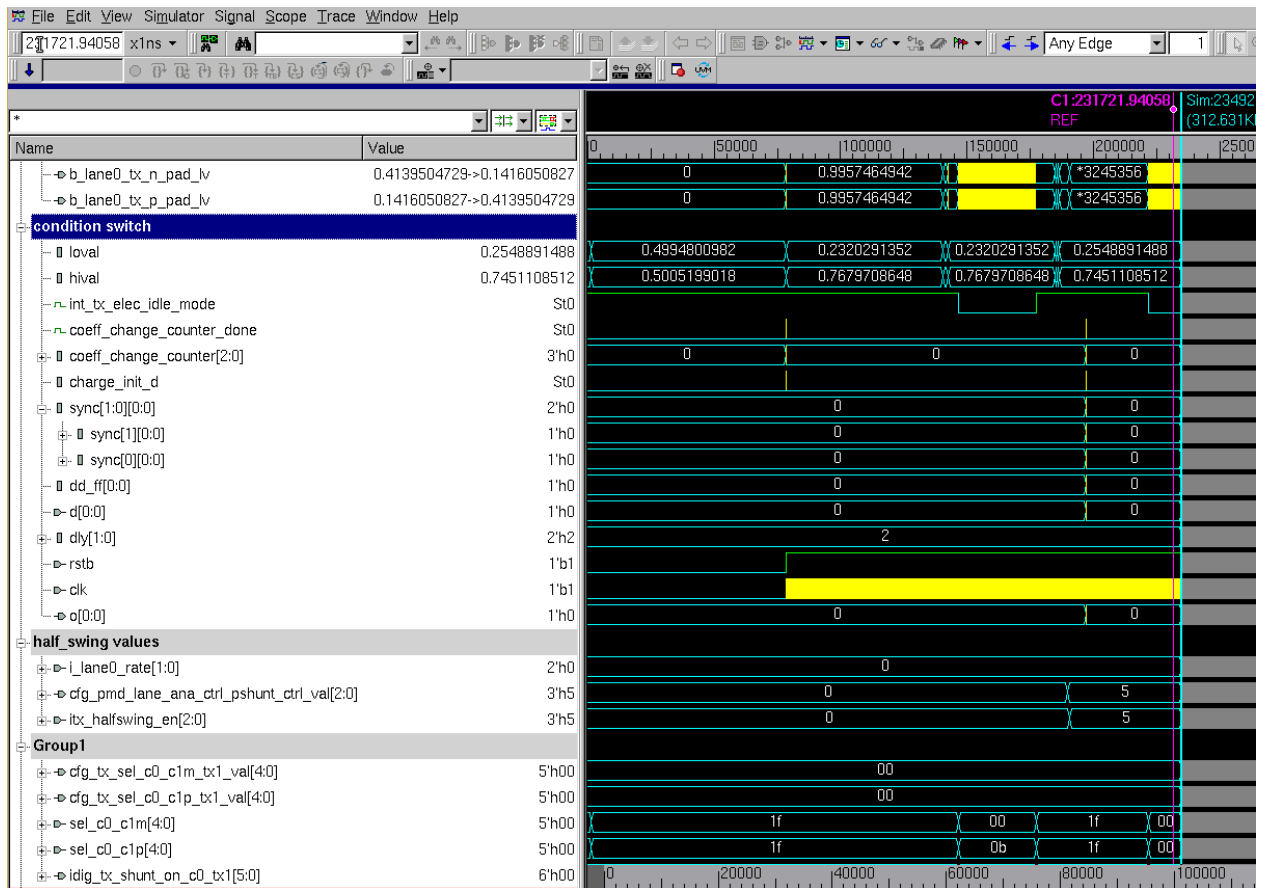 File Edit View Simulator Signal Scope Trace Window Help
231721.94058 x1ns Any Edge 1
C1:231721.94058 Sim:23492
* REF (312.631K
Name Value 0 50000 100000 150000 200000 2500
b_lane0_tx_n_pad_lv 0.4139504729->0.1416050827 0 0.9957464942 *3245356
b_lane0_tx_p_pad_lv 0.1416050827->0.4139504729 0 0.9957464942 *3245356
condition switch
loval 0.2548891488 0.4994800982 0.2320291352 0.2320291352 0.2548891488
hival 0.7451108512 0.5005199018 0.7679708648 0.7679708648 0.7451108512
int_tx_elec_idle_mode St0
coeff_change_counter_done St0
coeff_change_counter[2:0] 3'h0 0 0 0
charge_init_d St0
sync[1:0][0:0] 2'h0 0 0
sync[1][0:0] 1'h0 0 0
sync[0][0:0] 1'h0 0 0
dd_ff[0:0] 1'h0 0 0
d[0:0] 1'h0 0 0
dly[1:0] 2'h2 2
rstb 1'b1
clk 1'b1
o[0:0] 1'h0 0 0
half_swing values
i_lane0_rate[1:0] 2'h0 0
cfg_pmd_lane_ana_ctrl_pshunt_ctrl_val[2:0] 3'h5 0 5
itx_halfswing_en[2:0] 3'h5 0 5
Group1
cfg_tx_sel_c0_c1m_tx1_val[4:0] 5'h00 00
cfg_tx_sel_c0_c1p_tx1_val[4:0] 5'h00 00
sel_c0_c1m[4:0] 5'h00 1f 00 1f 00
sel_c0_c1p[4:0] 5'h00 1f 0b 1f 00
idig_tx_shunt_on_c0_tx1[5:0] 6'h00 0 20000 40000 60000 80000 100000